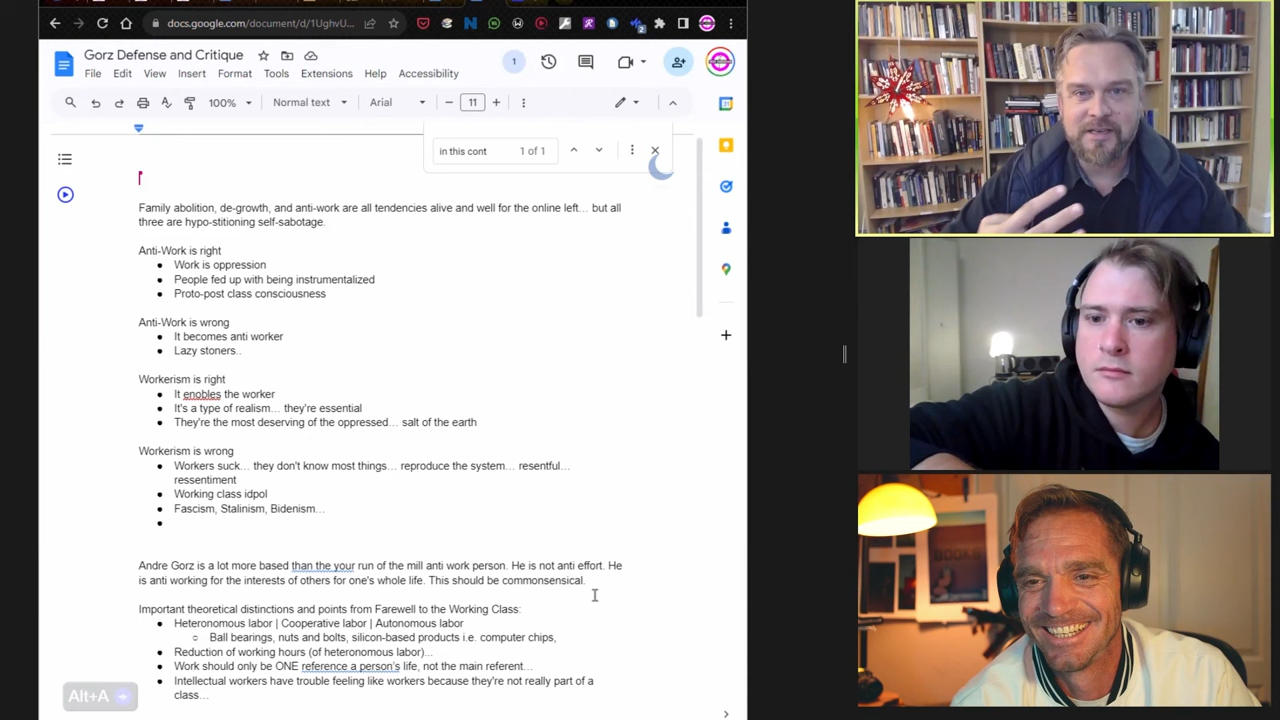 docs.google.com/document/d/1UghvU...
Gorz Defense and Critique
File Edit View Insert Format Tools Extensions Help Accessibility
1
100% Normal text Arial 11
in this cont 1 of 1
Family abolition, de-growth, and anti-work are all tendencies alive and well for the online left... but all
three are hypo-stitioning self-sabotage.
Anti-Work is right
● Work is oppression
● People fed up with being instrumentalized
● Proto-post class consciousness
Anti-Work is wrong
● It becomes anti worker
● Lazy stoners..
Workerism is right
● It enobles the worker
● It's a type of realism... they're essential
● They're the most deserving of the oppressed... salt of the earth
Workerism is wrong
● Workers suck... they don't know most things... reproduce the system... resentful...
ressentiment
● Working class idpol
● Fascism, Stalinism, Bidenism...
●
Andre Gorz is a lot more based than the your run of the mill anti work person. He is not anti effort. He
is anti working for the interests of others for one's whole life. This should be commonsensical.
Important theoretical distinctions and points from Farewell to the Working Class:
● Heteronomous labor | Cooperative labor | Autonomous labor
○ Ball bearings, nuts and bolts, silicon-based products i.e. computer chips,
● Reduction of working hours (of heteronomous labor)...
● Work should only be ONE reference a person's life, not the main referent...
● Intellectual workers have trouble feeling like workers because they're not really part of a
class...
Alt+A